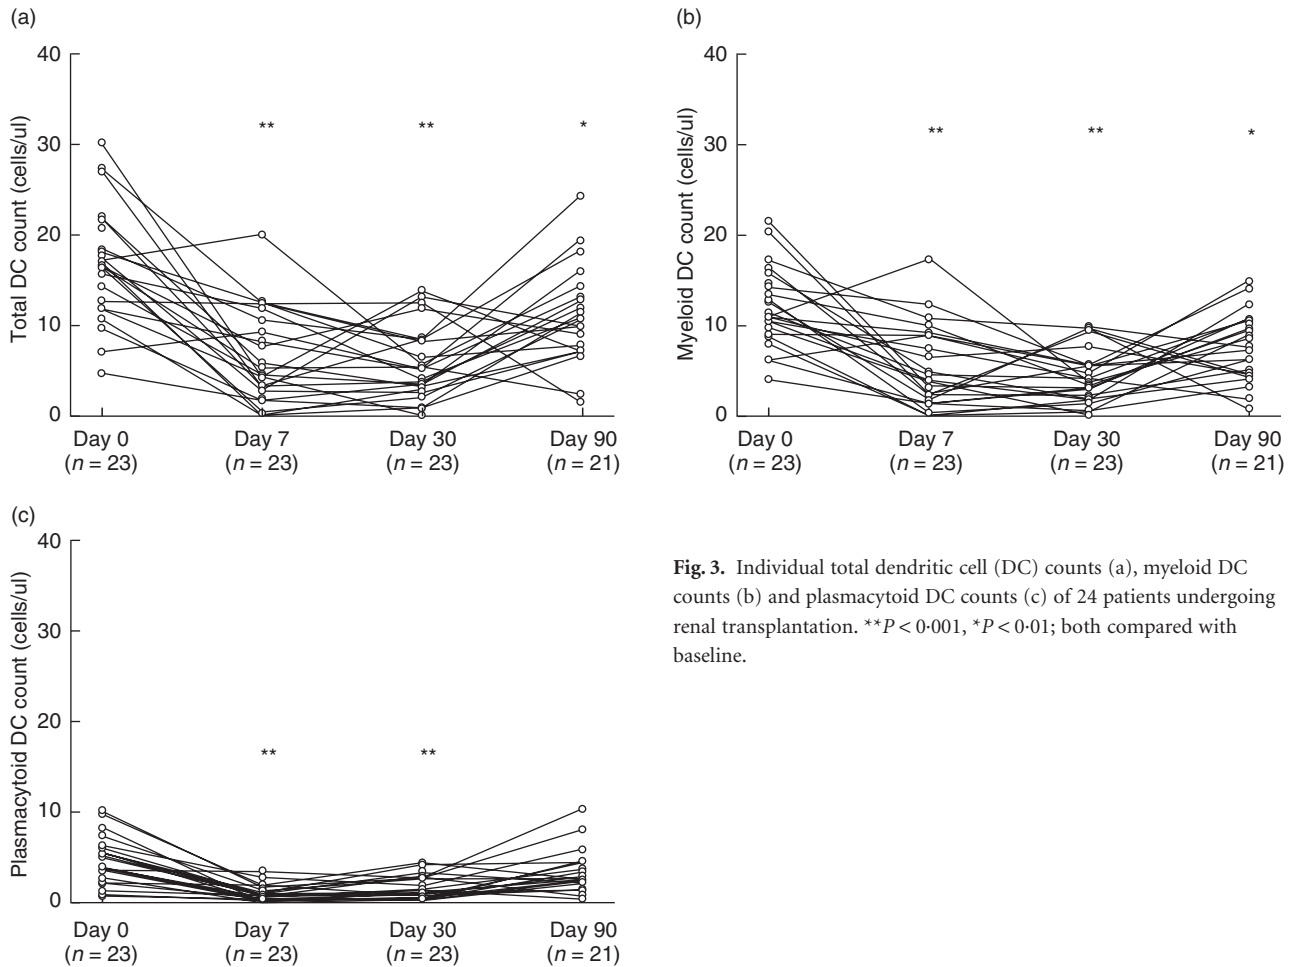 (a)
Total DC count (cells/ul)
40
30
20
10
0
** ** *
Day 0 Day 7 Day 30 Day 90
(n = 23) (n = 23) (n = 23) (n = 21)
(b)
Myeloid DC count (cells/ul)
40
30
20
10
0
** ** *
Day 0 Day 7 Day 30 Day 90
(n = 23) (n = 23) (n = 23) (n = 21)
(c)
Plasmacytoid DC count (cells/ul)
40
30
20
10
0
** **
Day 0 Day 7 Day 30 Day 90
(n = 23) (n = 23) (n = 23) (n = 21)
Fig. 3. Individual total dendritic cell (DC) counts (a), myeloid DC
counts (b) and plasmacytoid DC counts (c) of 24 patients undergoing
renal transplantation. **P < 0·001, *P < 0·01; both compared with
baseline.